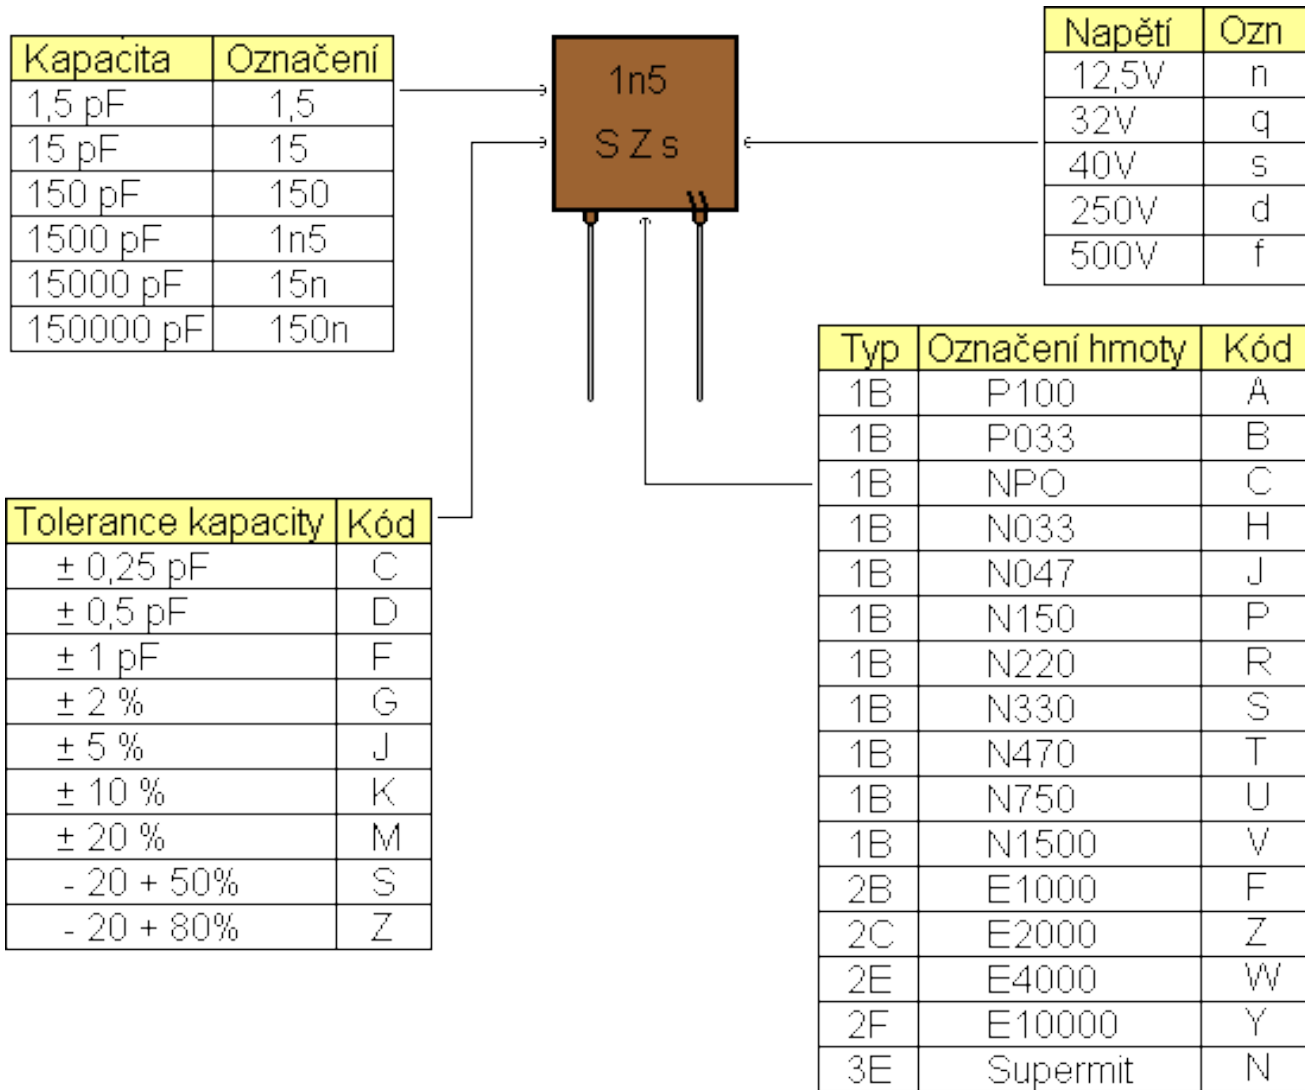 Kapacita Označení
1,5 pF 1,5
15 pF 15
150 pF 150
1500 pF 1n5
15000 pF 15n
150000 pF 150n
1n5
S Z s
Napětí Ozn
12,5V n
32V q
40V s
250V d
500V f
Tolerance kapacity Kód
± 0,25 pF C
± 0,5 pF D
± 1 pF F
± 2 % G
± 5 % J
± 10 % K
± 20 % M
- 20 + 50% S
- 20 + 80% Z
Typ Označení hmoty Kód
1B P100 A
1B P033 B
1B NPO C
1B N033 H
1B N047 J
1B N150 P
1B N220 R
1B N330 S
1B N470 T
1B N750 U
1B N1500 V
2B E1000 F
2C E2000 Z
2E E4000 W
2F E10000 Y
3E Supermit N